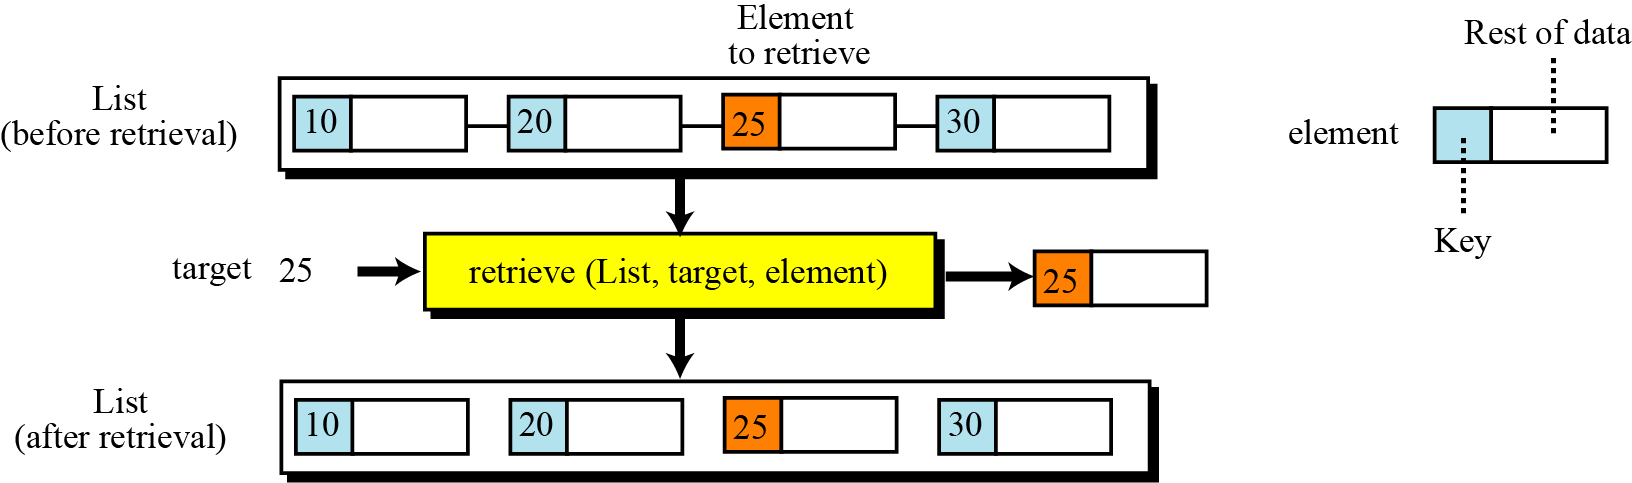 Element
to retrieve
Rest of data
List
(before retrieval)
10
20
25
30
element
Key
target 25
retrieve (List, target, element)
25
List
(after retrieval)
10
20
25
30